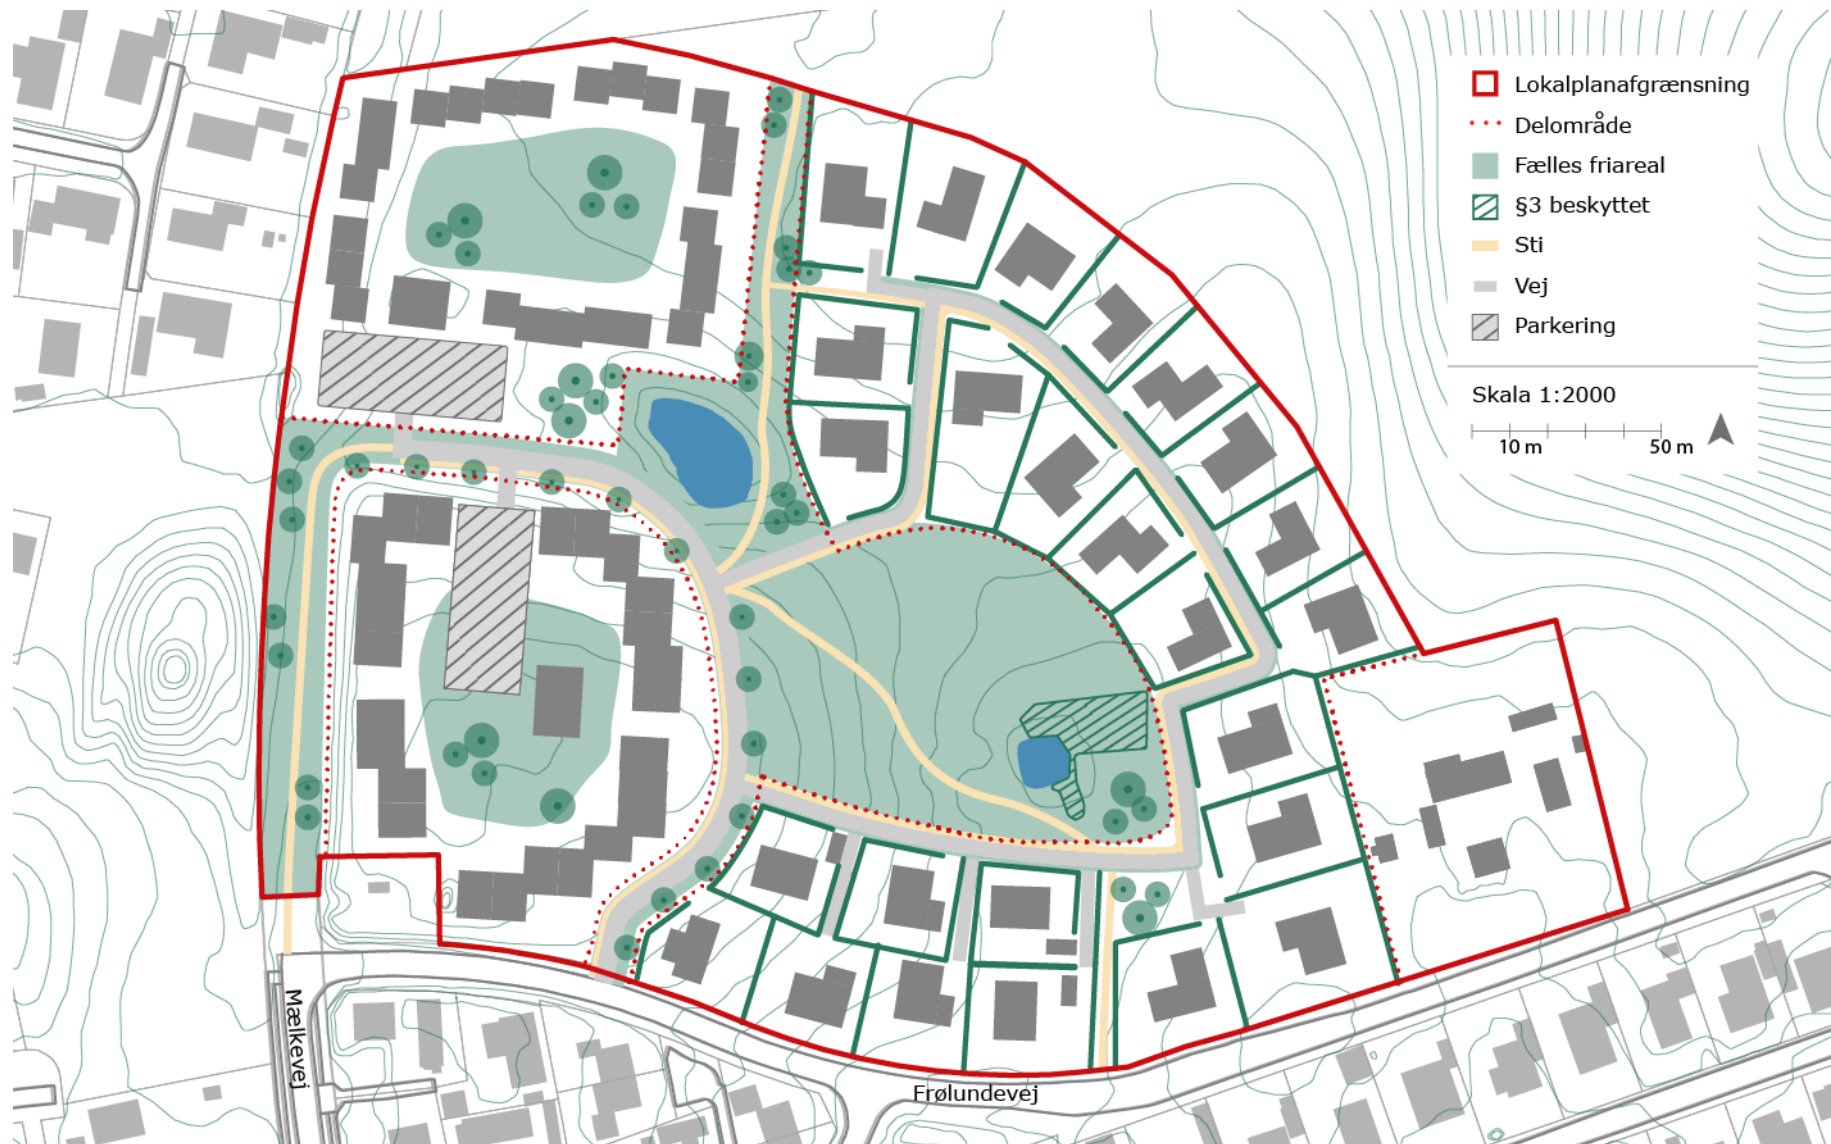 Lokalplanafgrænsning
Delområde
Fælles friareal
§3 beskyttet
Sti
Vej
Parkering
Skala 1:2000
10 m 50 m
Mælkevej
Frølundevej